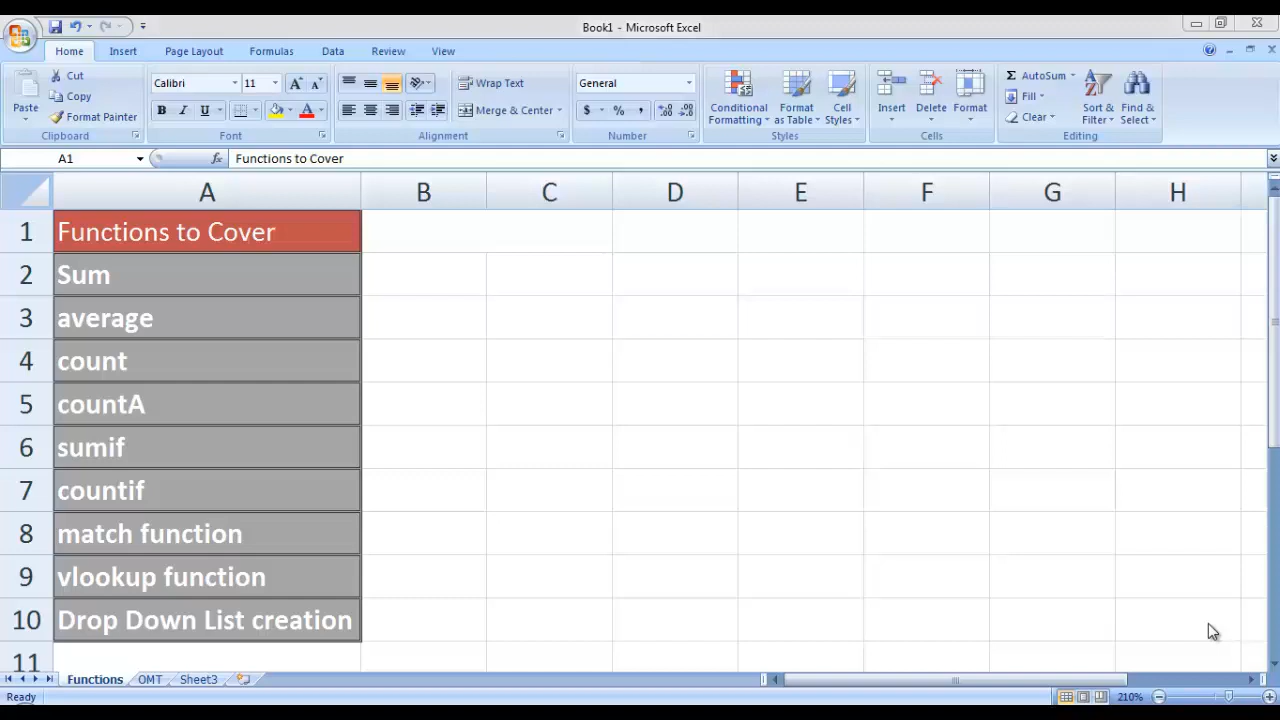 Book1 - Microsoft Excel
Home Insert Page Layout Formulas Data Review View
Paste
Cut
Copy
Format Painter
Clipboard
Calibri 11
B I U
Font
Wrap Text
Merge & Center
Alignment
General
$ % ,
Number
Conditional Formatting
Format as Table
Cell Styles
Styles
Insert
Delete
Format
Cells
AutoSum
Fill
Clear
Sort & Filter
Find & Select
Editing
A1 fx Functions to Cover
A B C D E F G H
1 Functions to Cover
2 Sum
3 average
4 count
5 countA
6 sumif
7 countif
8 match function
9 vlookup function
10 Drop Down List creation
11
Functions OMT Sheet3
Ready 210%